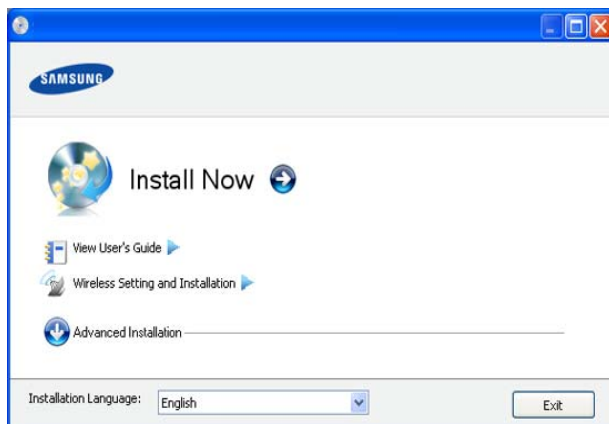 SAMSUNG
Install Now
View User's Guide
Wireless Setting and Installation
Advanced Installation
Installation Language: English Exit